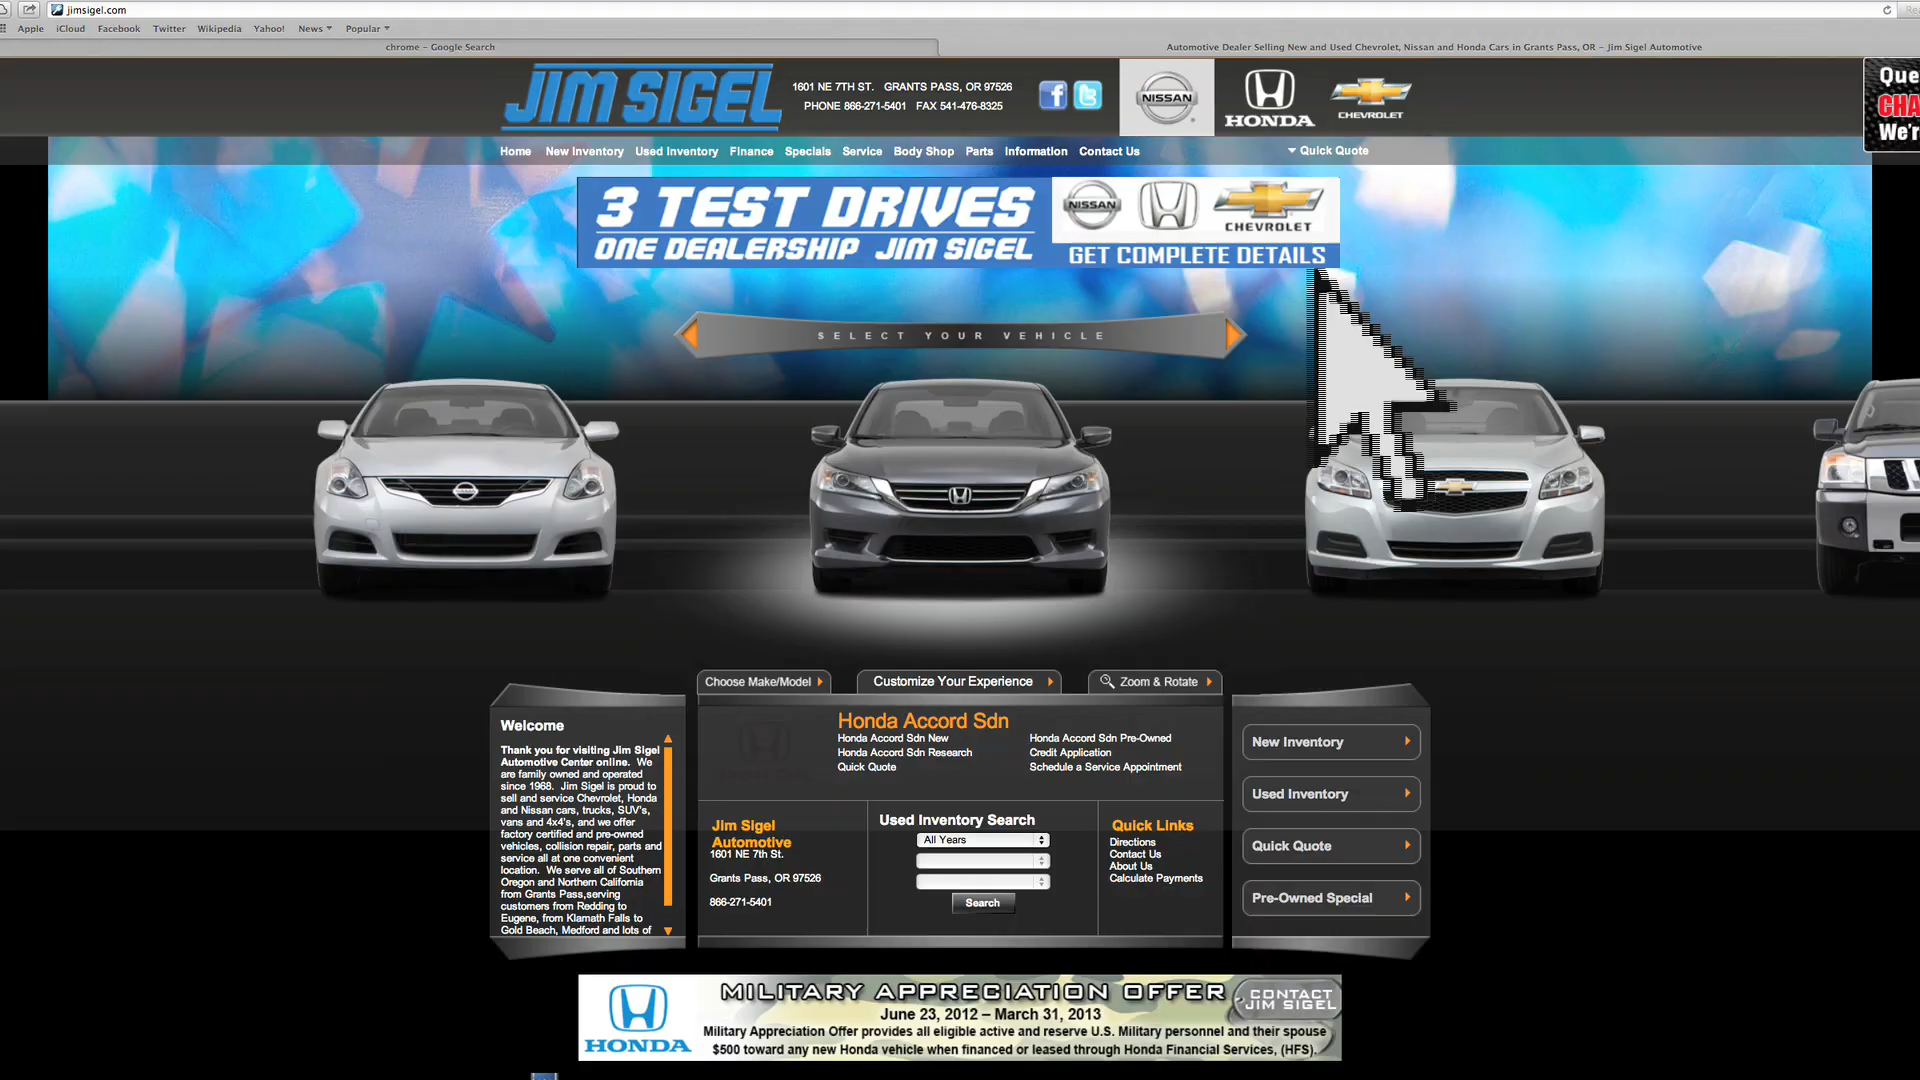 jimsigel.com
Apple iCloud Facebook Twitter Wikipedia Yahoo! News Popular
chrome – Google Search
Automotive Dealer Selling New and Used Chevrolet, Nissan and Honda Cars in Grants Pass, OR – Jim Sigel Automotive
JIM SIGEL
1601 NE 7TH ST. GRANTS PASS, OR 97526
PHONE 866-271-5401 FAX 541-476-8325
NISSAN
HONDA
CHEVROLET
Home New Inventory Used Inventory Finance Specials Service Body Shop Parts Information Contact Us
Quick Quote
3 TEST DRIVES
ONE DEALERSHIP JIM SIGEL
NISSAN
CHEVROLET
GET COMPLETE DETAILS
SELECT YOUR VEHICLE
Choose Make/Model
Customize Your Experience
Zoom & Rotate
Welcome
Thank you for visiting Jim Sigel
Automotive Center online. We
are family owned and operated
since 1968. Jim Sigel is proud to
sell and service Chevrolet, Honda
and Nissan cars, trucks, SUV's,
vans and 4x4's, and we offer
factory certified and pre-owned
vehicles, collision repair, parts and
service all at one convenient
location. We serve all of Southern
Oregon and Northern California
from Grants Pass,serving
customers from Redding to
Eugene, from Klamath Falls to
Gold Beach, Medford and lots of
Honda Accord Sdn
Honda Accord Sdn New
Honda Accord Sdn Research
Quick Quote
Honda Accord Sdn Pre-Owned
Credit Application
Schedule a Service Appointment
Jim Sigel
Automotive
1601 NE 7th St.
Grants Pass, OR 97526
866-271-5401
Used Inventory Search
All Years
Search
Quick Links
Directions
Contact Us
About Us
Calculate Payments
New Inventory
Used Inventory
Quick Quote
Pre-Owned Special
HONDA
MILITARY APPRECIATION OFFER
June 23, 2012 – March 31, 2013
Military Appreciation Offer provides all eligible active and reserve U.S. Military personnel and their spouse
$500 toward any new Honda vehicle when financed or leased through Honda Financial Services, (HFS).
CONTACT
JIM SIGEL